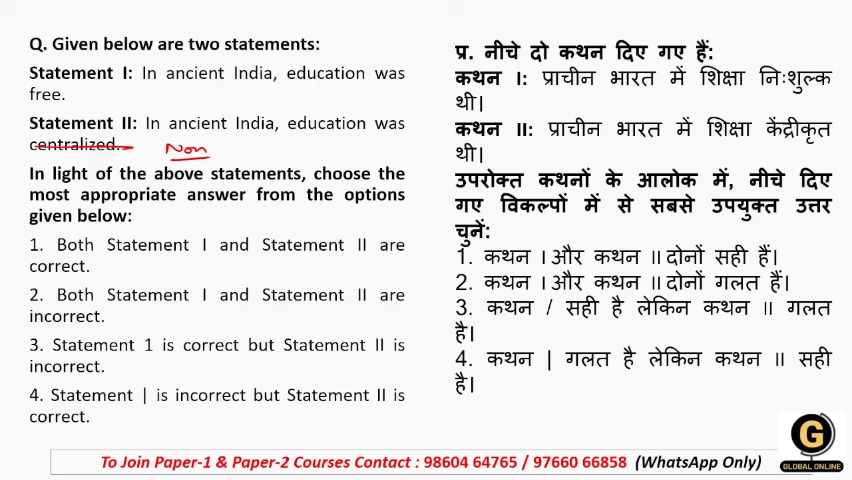 Q. Given below are two statements:
Statement I: In ancient India, education was
free.
Statement II: In ancient India, education was
centralized.
Non
In light of the above statements, choose the
most appropriate answer from the options
given below:
1. Both Statement I and Statement II are
correct.
2. Both Statement I and Statement II are
incorrect.
3. Statement 1 is correct but Statement II is
incorrect.
4. Statement | is incorrect but Statement II is
correct.
प्र. नीचे दो कथन दिए गए हैं:
कथन I: प्राचीन भारत में शिक्षा निःशुल्क
थी।
कथन II: प्राचीन भारत में शिक्षा केंद्रीकृत
थी।
उपरोक्त कथनों के आलोक में, नीचे दिए
गए विकल्पों में से सबसे उपयुक्त उत्तर
चुनें:
1. कथन I और कथन II दोनों सही हैं।
2. कथन I और कथन II दोनों गलत हैं।
3. कथन / सही है लेकिन कथन II गलत
है।
4. कथन | गलत है लेकिन कथन II सही
है।
G
GLOBAL ONLINE
To Join Paper-1 & Paper-2 Courses Contact : 98604 64765 / 97660 66858 (WhatsApp Only)